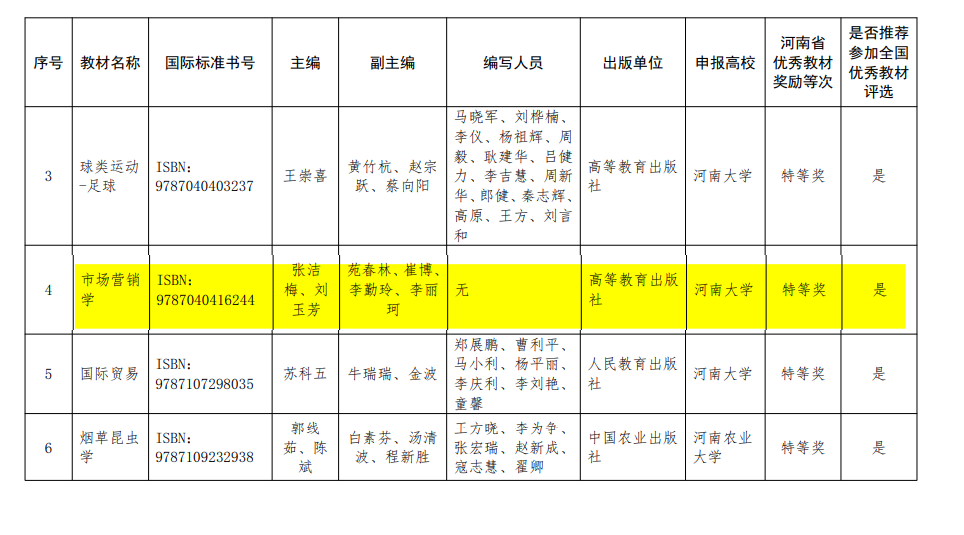 序号 教材名称 国际标准书号 主编 副主编 编写人员 出版单位 申报高校 河南省优秀教材奖励等次 是否推荐参加全国优秀教材评选
3 球类运动-足球 ISBN: 9787040403237 王崇喜 黄竹杭、赵宗跃、蔡向阳 马晓军、刘桦楠、李仪、杨祖辉、周毅、耿建华、吕健力、李吉慧、周新华、郎健、秦志辉、高原、王方、刘言和 高等教育出版社 河南大学 特等奖 是
4 市场营销学 ISBN: 9787040416244 张洁梅、刘玉芳 苑春林、崔博、李勤玲、李丽珂 无 高等教育出版社 河南大学 特等奖 是
5 国际贸易 ISBN: 9787107298035 苏科五 牛瑞瑞、金波 郑展鹏、曹利平、马小利、杨平丽、李庆利、李刘艳、童馨 人民教育出版社 河南大学 特等奖 是
6 烟草昆虫学 ISBN: 9787109232938 郭线茹、陈斌 白素芬、汤清波、程新胜 王方晓、李为争、张宏瑞、赵新成、寇志慧、翟卿 中国农业出版社 河南农业大学 特等奖 是